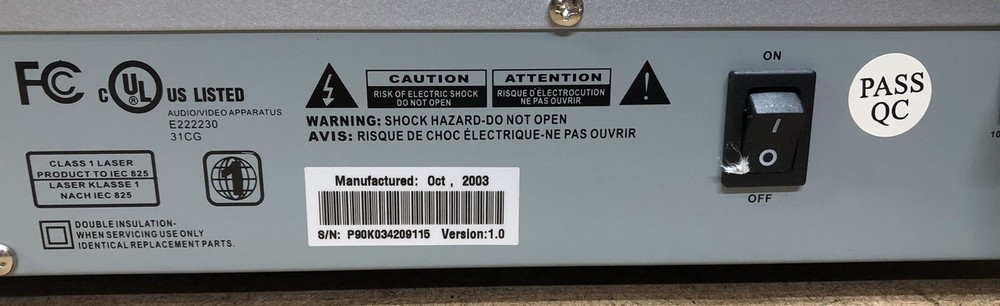 FCC
c UL US LISTED
AUDIO/VIDEO APPARATUS
E222230
31CG
CLASS 1 LASER
PRODUCT TO IEC 825
LASER KLASSE 1
NACH IEC 825
1
DOUBLE INSULATION-
WHEN SERVICING USE ONLY
IDENTICAL REPLACEMENT PARTS.
CAUTION
RISK OF ELECTRIC SHOCK
DO NOT OPEN
ATTENTION
RISQUE D'ÉLECTROCUTION
NE PAS OUVRIR
WARNING: SHOCK HAZARD-DO NOT OPEN
AVIS: RISQUE DE CHOC ÉLECTRIQUE-NE PAS OUVRIR
Manufactured: Oct , 2003
S/N: P90K034209115 Version:1.0
ON
I
O
OFF
PASS
QC